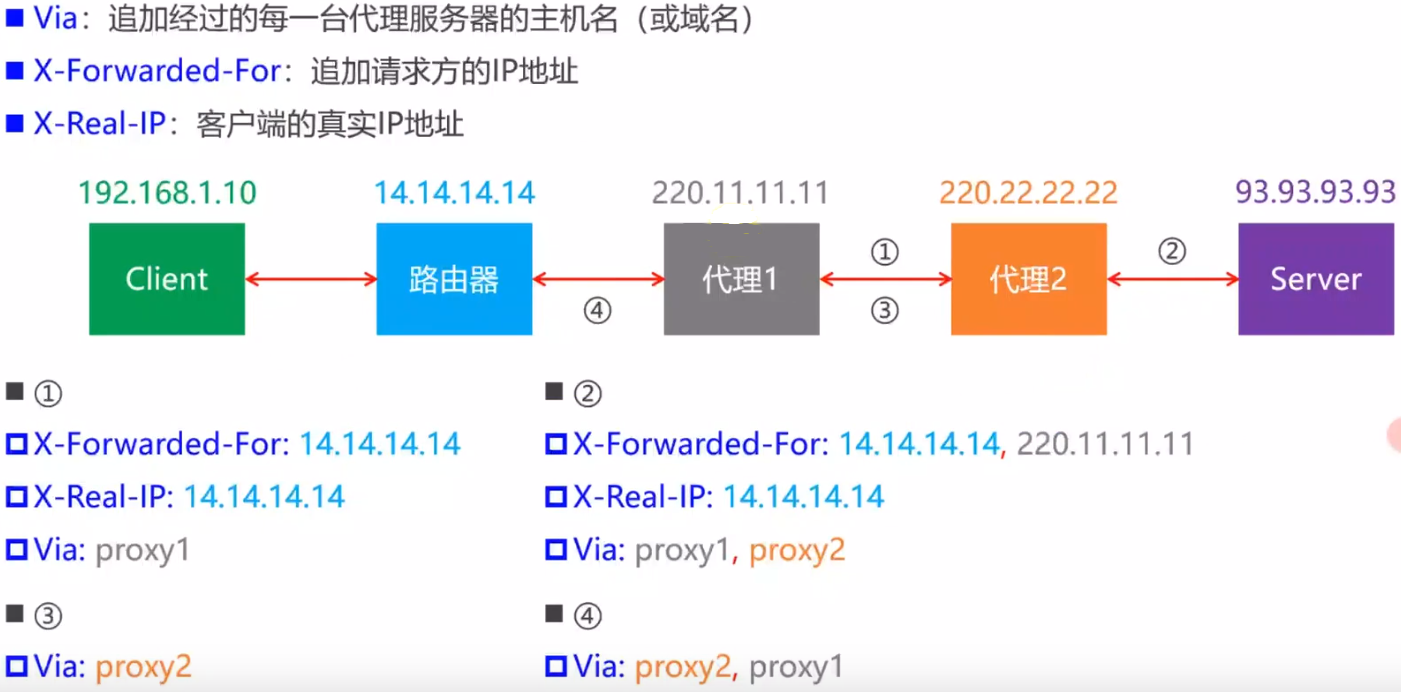 Via：追加经过的每一台代理服务器的主机名（或域名）
X-Forwarded-For：追加请求方的IP地址
X-Real-IP：客户端的真实IP地址
192.168.1.10 14.14.14.14 220.11.11.11 220.22.22.22 93.93.93.93
① ②
Client 路由器 代理1 代理2 Server
④ ③
① ②
X-Forwarded-For: 14.14.14.14 X-Forwarded-For: 14.14.14.14, 220.11.11.11
X-Real-IP: 14.14.14.14 X-Real-IP: 14.14.14.14
Via: proxy1 Via: proxy1, proxy2
③ ④
Via: proxy2 Via: proxy2, proxy1